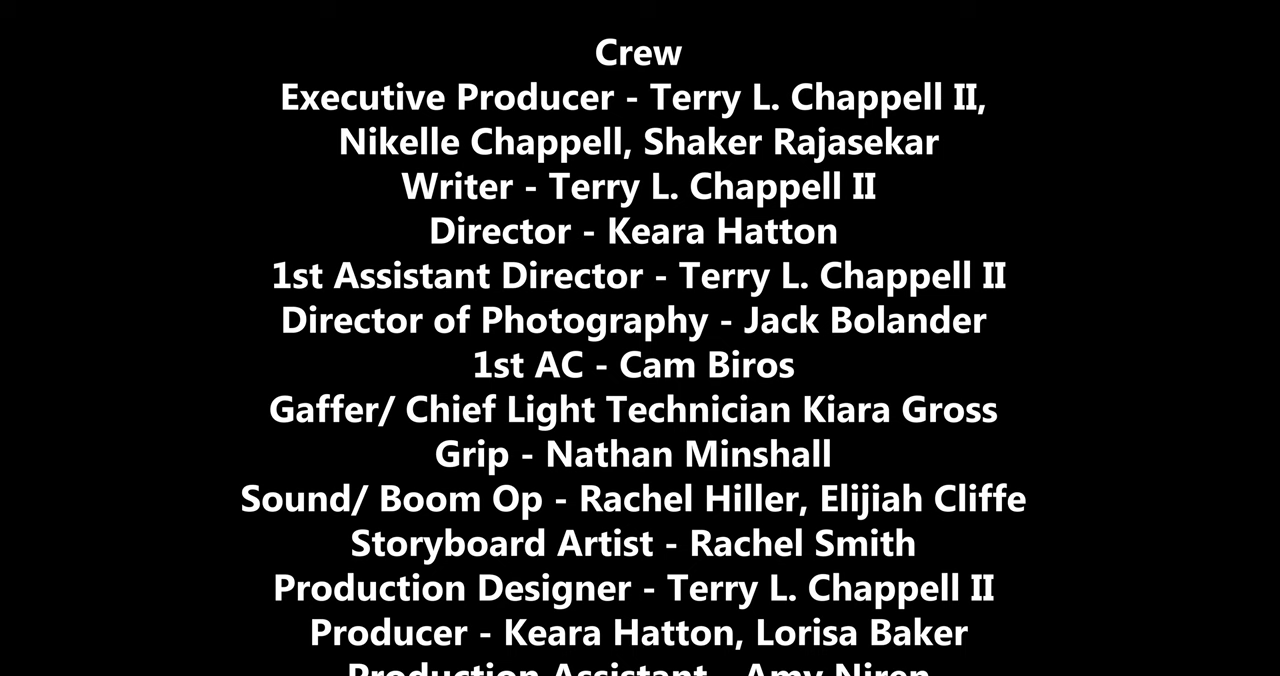 Crew
Executive Producer - Terry L. Chappell II,
Nikelle Chappell, Shaker Rajasekar
Writer - Terry L. Chappell II
Director - Keara Hatton
1st Assistant Director - Terry L. Chappell II
Director of Photography - Jack Bolander
1st AC - Cam Biros
Gaffer/ Chief Light Technician Kiara Gross
Grip - Nathan Minshall
Sound/ Boom Op - Rachel Hiller, Elijiah Cliffe
Storyboard Artist - Rachel Smith
Production Designer - Terry L. Chappell II
Producer - Keara Hatton, Lorisa Baker
Production Assistant - Amy Niren